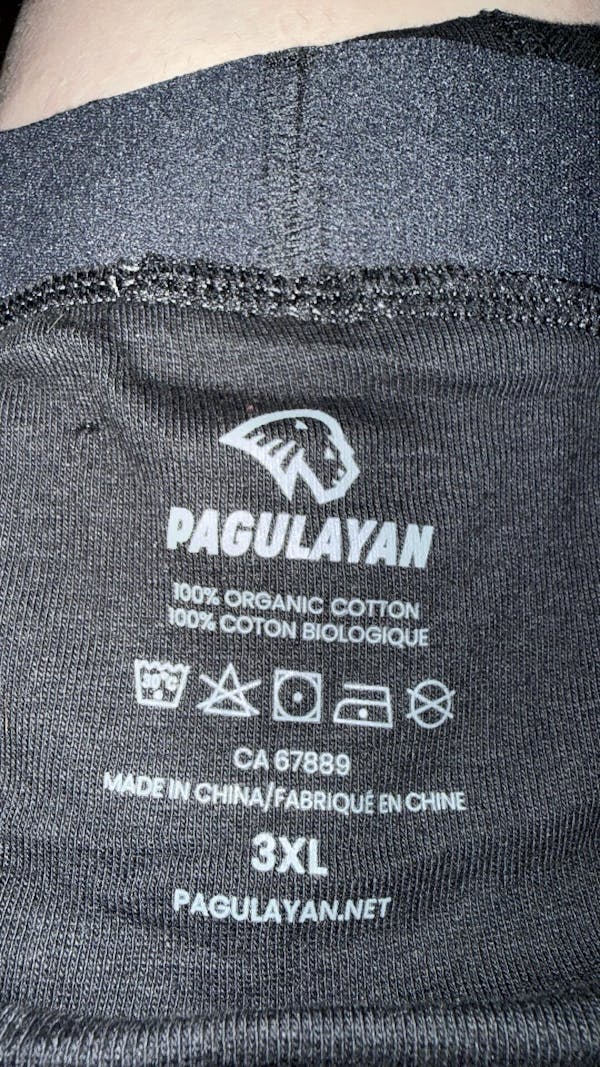 PAGULAYAN
100% ORGANIC COTTON
100% COTON BIOLOGIQUE
30°C
CA 67889
MADE IN CHINA/FABRIQUÉ EN CHINE
3XL
PAGULAYAN.NET